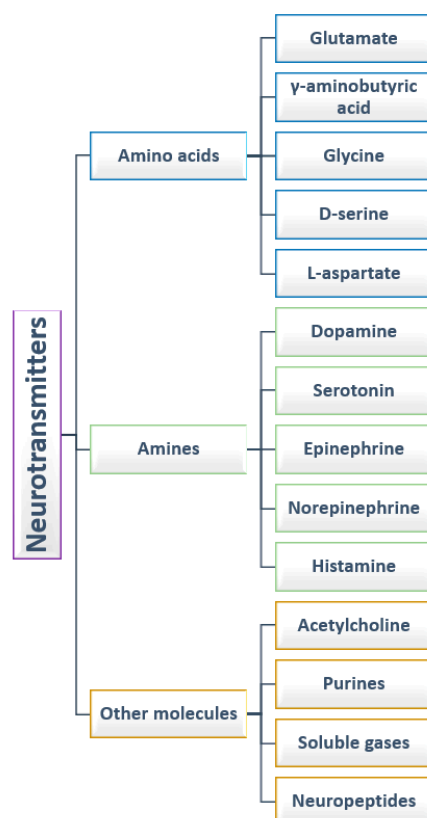 Neurotransmitters
Amino acids
Glutamate
γ-aminobutyric
acid
Glycine
D-serine
L-aspartate
Amines
Dopamine
Serotonin
Epinephrine
Norepinephrine
Histamine
Other molecules
Acetylcholine
Purines
Soluble gases
Neuropeptides